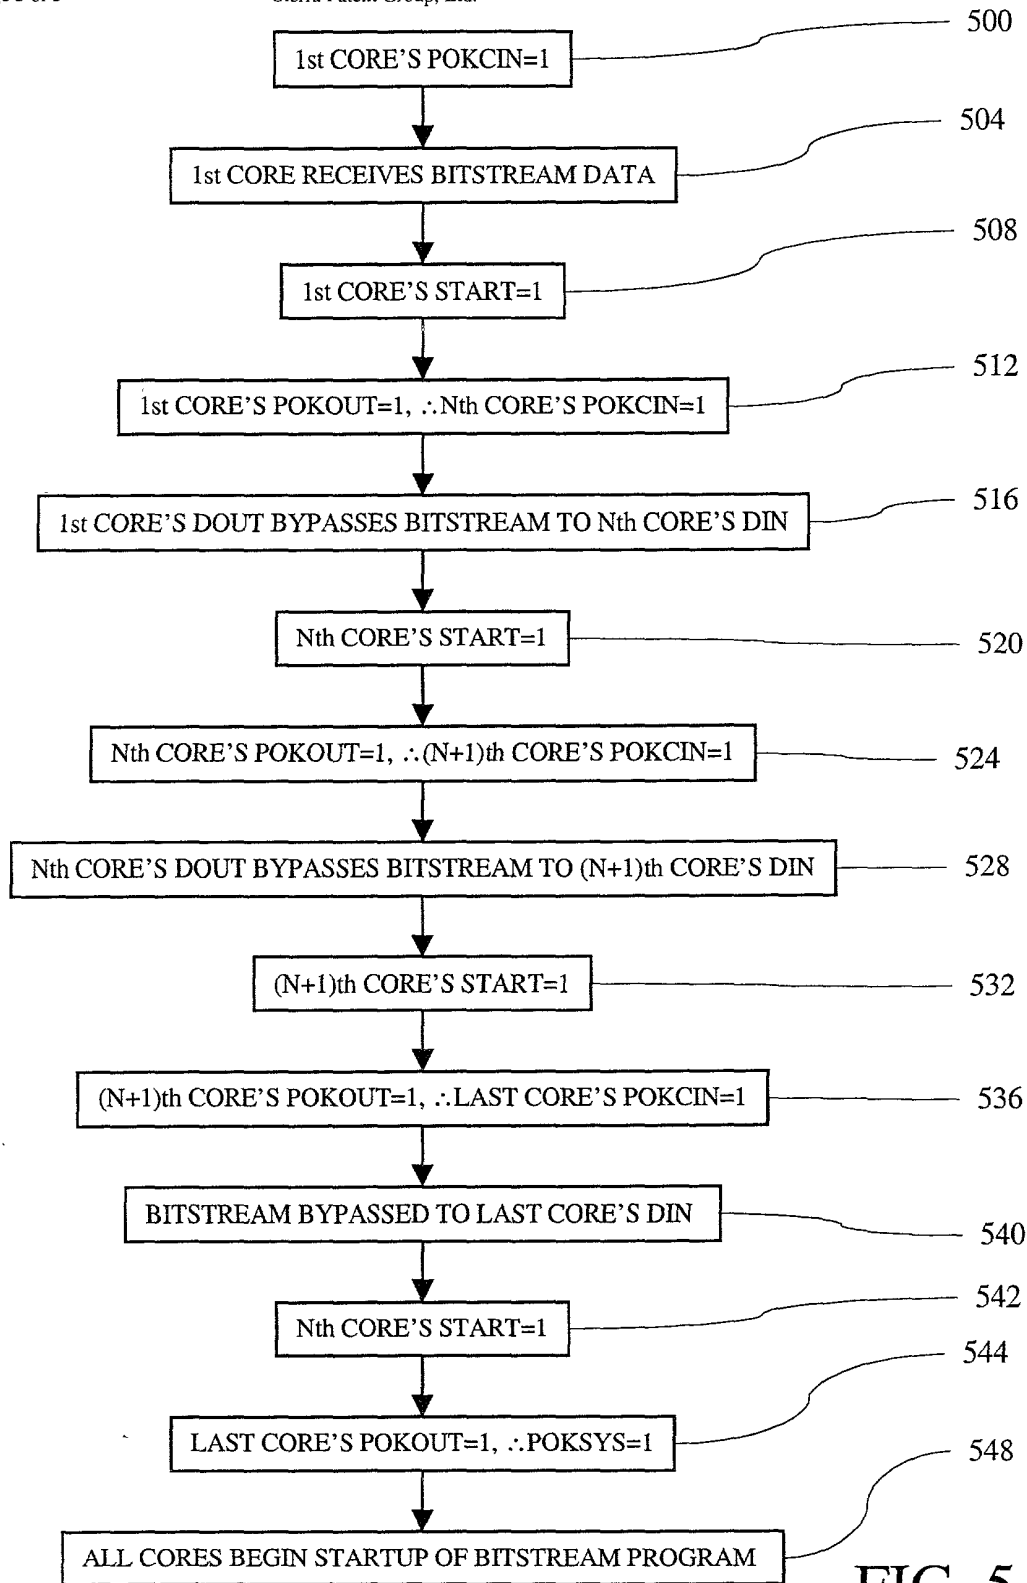 Sierra Patent Group, Ltd.
1st CORE'S POKCIN=1
500
1st CORE RECEIVES BITSTREAM DATA
504
1st CORE'S START=1
508
1st CORE'S POKOUT=1, ∴Nth CORE'S POKCIN=1
512
1st CORE'S DOUT BYPASSES BITSTREAM TO Nth CORE'S DIN
516
Nth CORE'S START=1
520
Nth CORE'S POKOUT=1, ∴(N+1)th CORE'S POKCIN=1
524
Nth CORE'S DOUT BYPASSES BITSTREAM TO (N+1)th CORE'S DIN
528
(N+1)th CORE'S START=1
532
(N+1)th CORE'S POKOUT=1, ∴LAST CORE'S POKCIN=1
536
BITSTREAM BYPASSED TO LAST CORE'S DIN
540
Nth CORE'S START=1
542
LAST CORE'S POKOUT=1, ∴POKSYS=1
544
ALL CORES BEGIN STARTUP OF BITSTREAM PROGRAM
548
FIG. 5